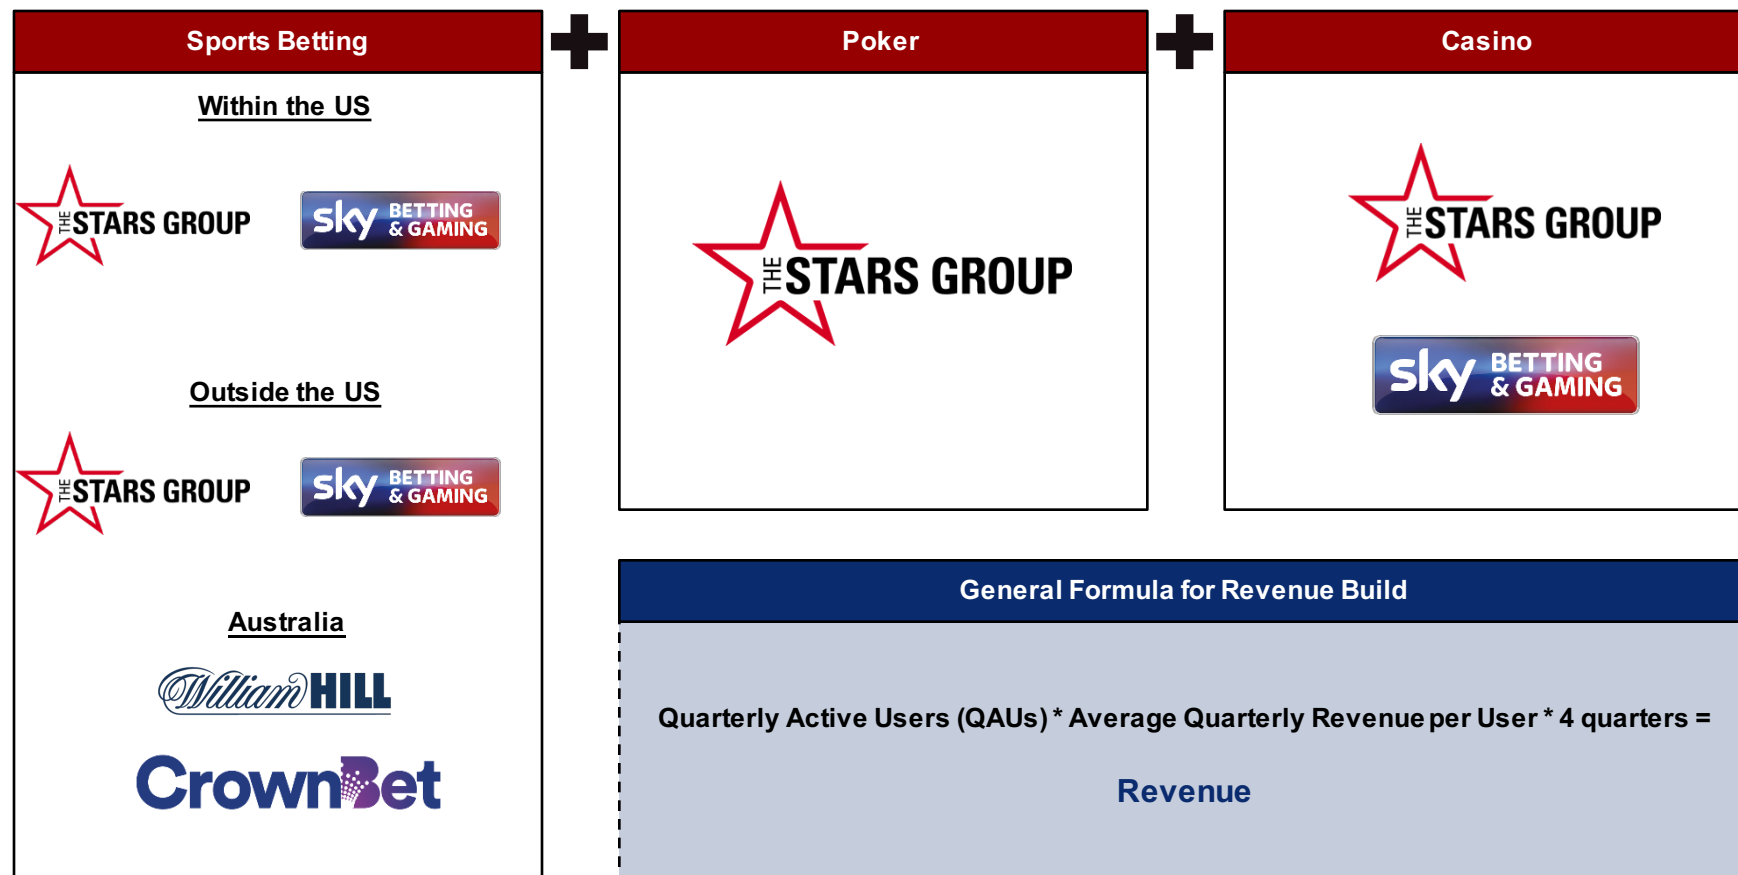 Sports Betting
Within the US
THE STARS GROUP
sky BETTING & GAMING
Outside the US
THE STARS GROUP
sky BETTING & GAMING
Australia
William HILL
CrownBet
Poker
THE STARS GROUP
Casino
THE STARS GROUP
sky BETTING & GAMING
General Formula for Revenue Build
Quarterly Active Users (QAUs) * Average Quarterly Revenue per User * 4 quarters =
Revenue